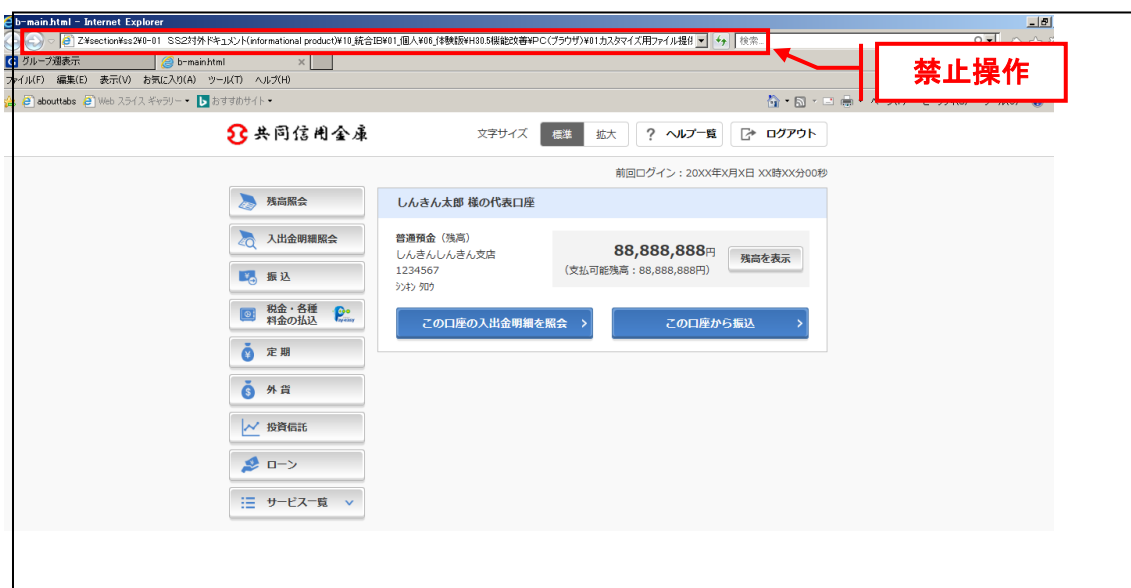 b-main.html - Internet Explorer
Z¥section¥ss2¥0-01 SS2対外ドキュメント(informational product)¥10_統合IB¥01_個人¥06_(体験版¥H30.5機能改善¥PC(ブラウザ)¥01カスタマイズ用ファイル提供
検索...
禁止操作
グループ週表示
b-main.html
ファイル(F) 編集(E) 表示(V) お気に入り(A) ツール(T) ヘルプ(H)
abouttabs Web スライス ギャラリー おすすめサイト
共同信用金庫 文字サイズ 標準 拡大 ? ヘルプ一覧 ログアウト
前回ログイン：20XX年X月X日 XX時XX分00秒
残高照会
入出金明細照会
振込
税金・各種
料金の払込
定期
外貨
投資信託
ローン
サービス一覧
しんきん太郎 様の代表口座
普通預金（残高）
しんきんしんきん支店
1234567
ｼﾝｷﾝ ﾀﾛｳ
88,888,888円
（支払可能残高：88,888,888円）
残高を表示
この口座の入出金明細を照会
この口座から振込